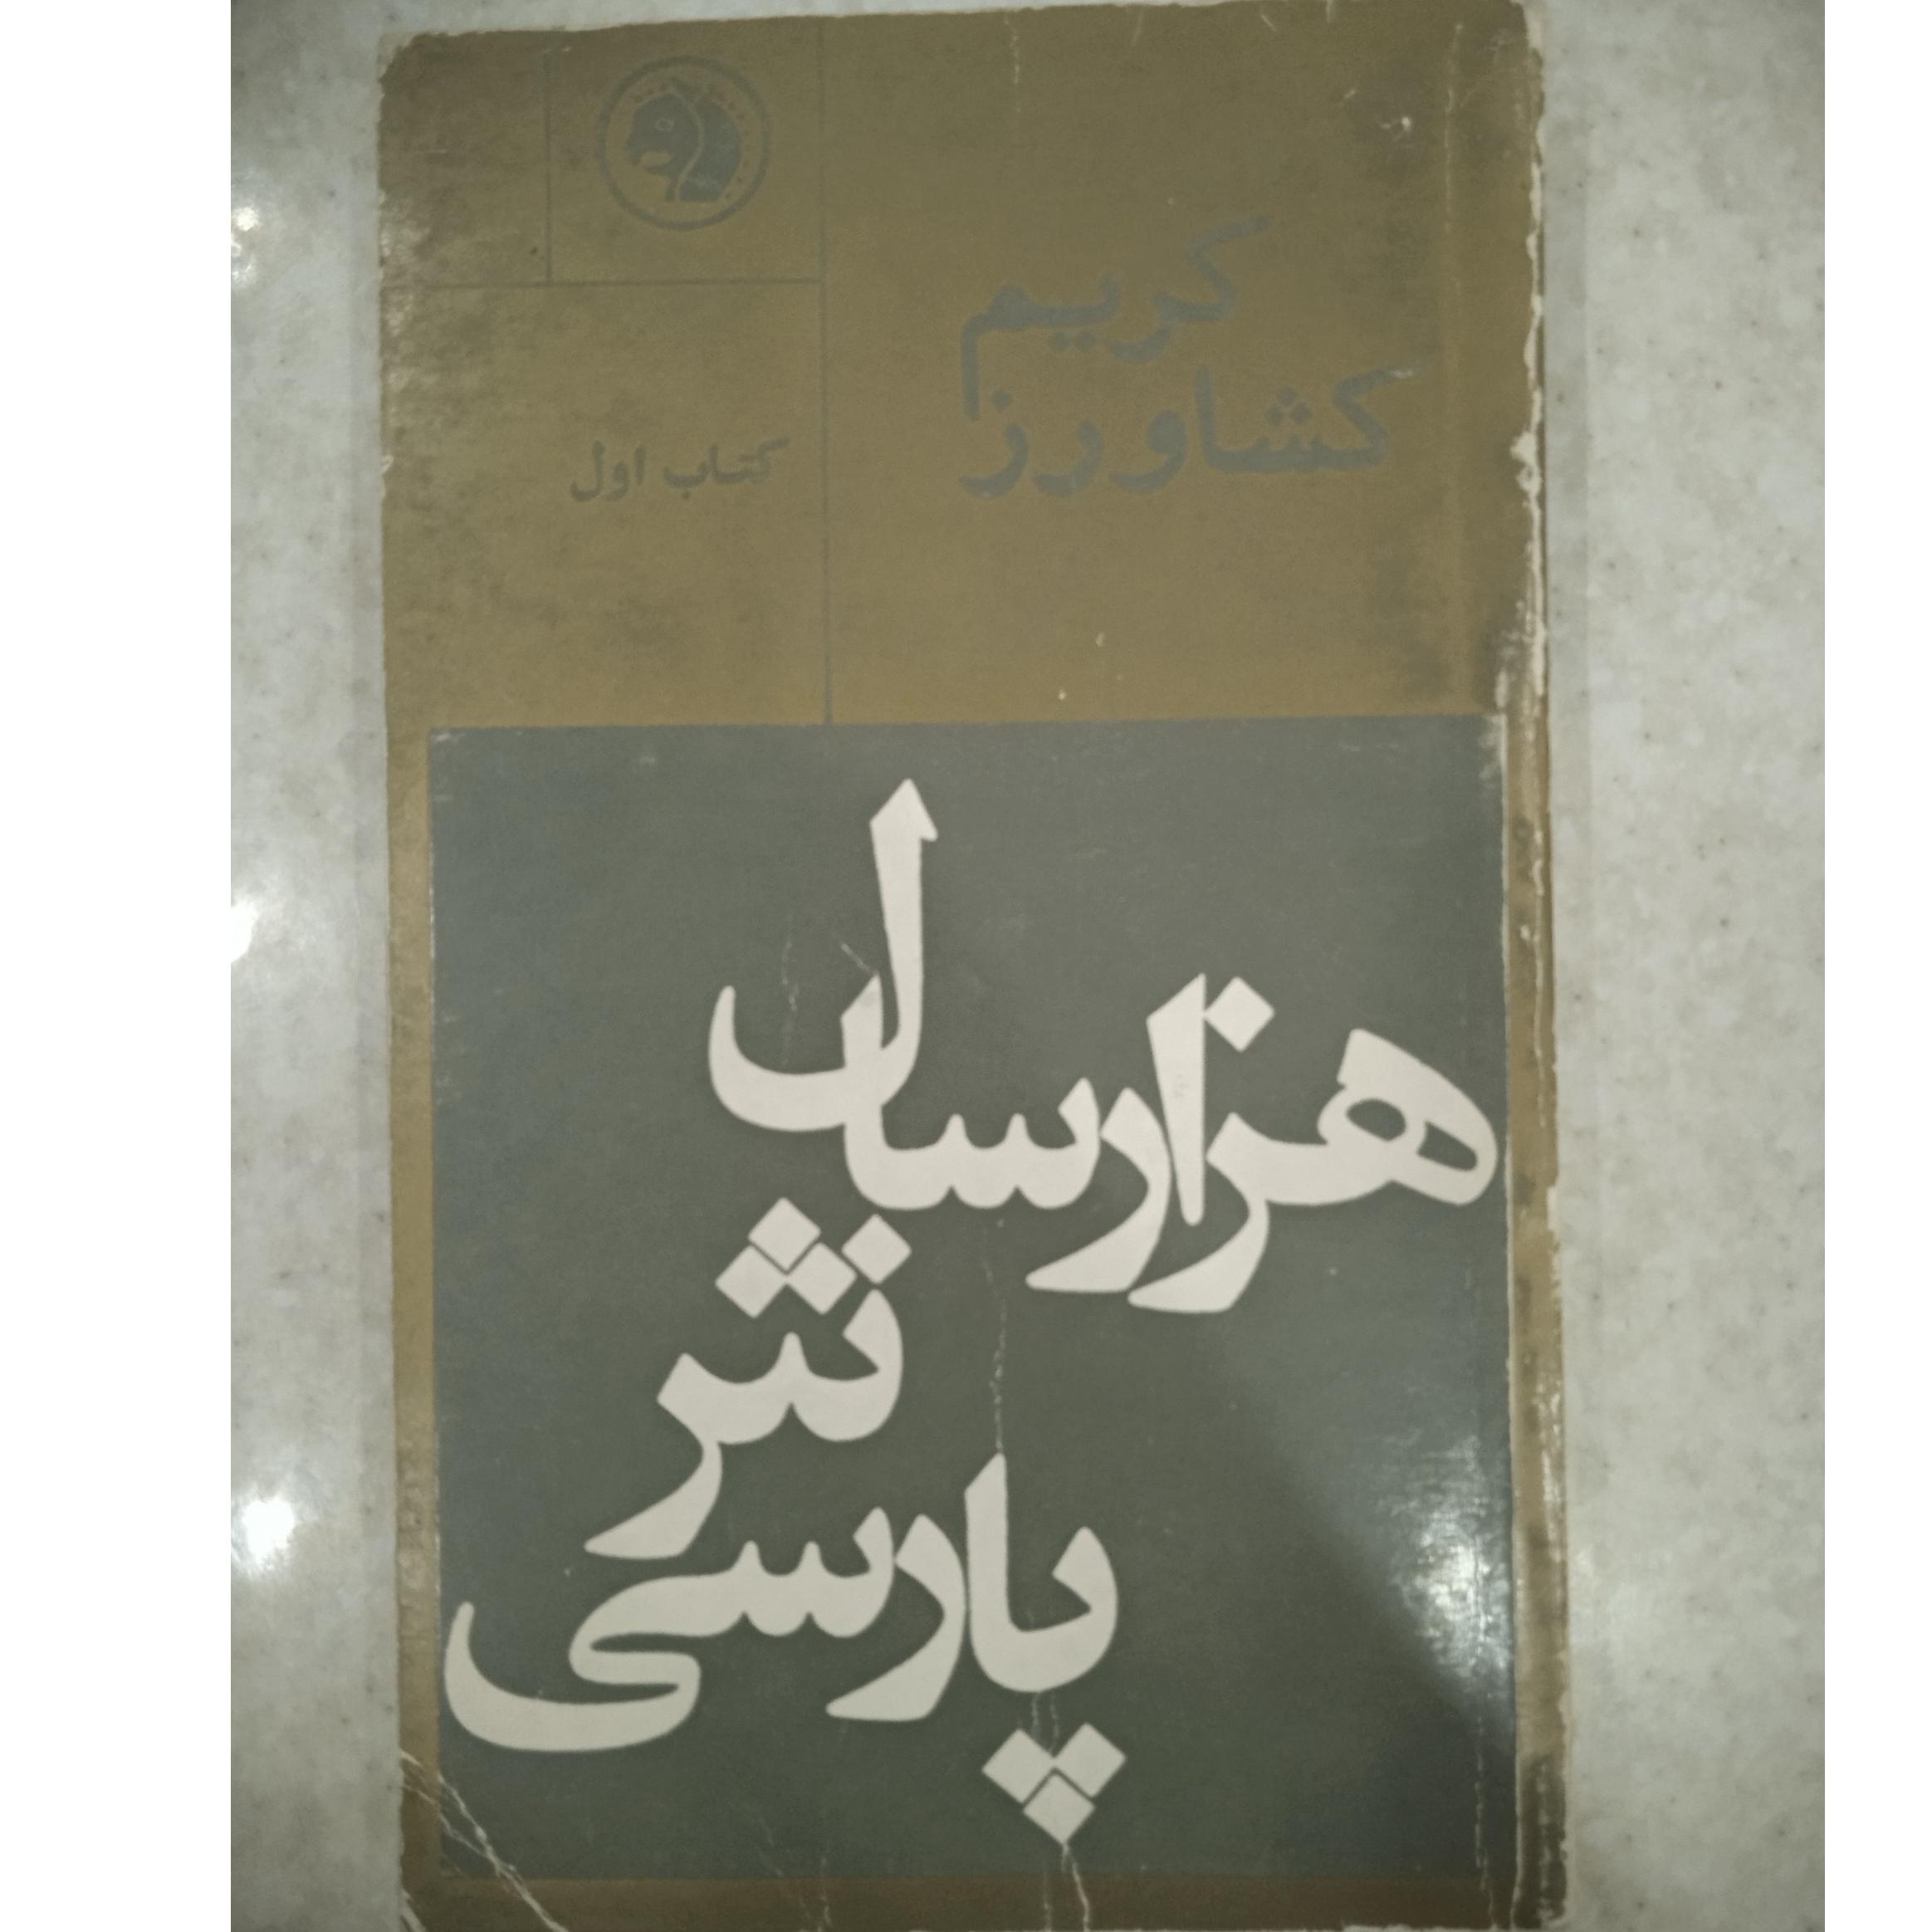 کریم
کشاورز
کتاب اول
هزارسال
نثر
پارسی